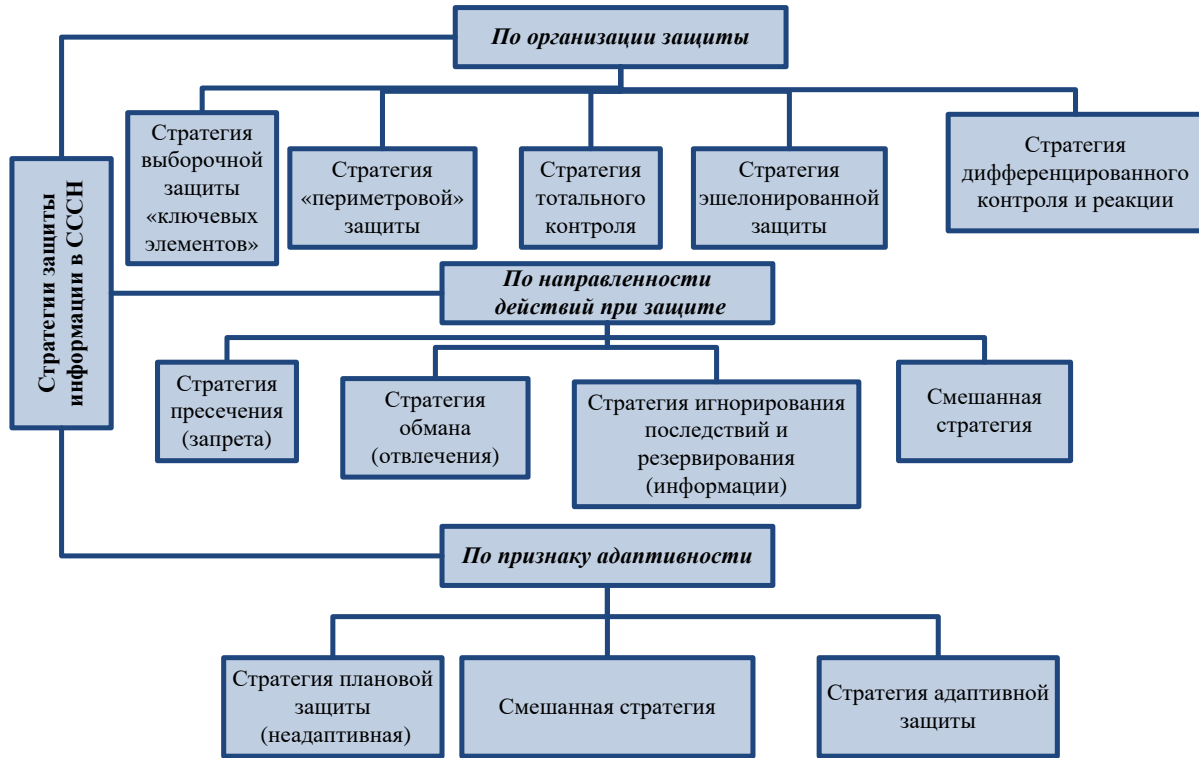 Стратегии защиты
информации в СССН
По организации защиты
Стратегия
выборочной
защиты
«ключевых
элементов»
Стратегия
«периметровой»
защиты
Стратегия
тотального
контроля
Стратегия
эшелонированной
защиты
Стратегия
дифференцированного
контроля и реакции
По направленности
действий при защите
Стратегия
пресечения
(запрета)
Стратегия
обмана
(отвлечения)
Стратегия игнорирования
последствий и
резервирования
(информации)
Смешанная
стратегия
По признаку адаптивности
Стратегия плановой
защиты
(неадаптивная)
Смешанная стратегия
Стратегия адаптивной
защиты